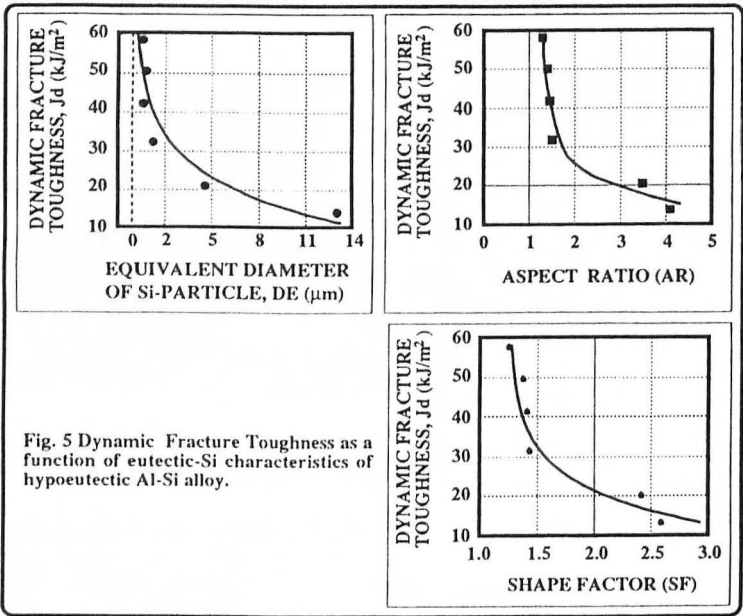 DYNAMIC FRACTURE
TOUGHNESS, Jd (kJ/m²)
60
50
40
30
20
10
0 2 5 8 11 14
EQUIVALENT DIAMETER
OF Si-PARTICLE, DE (µm)
DYNAMIC FRACTURE
TOUGHNESS, Jd (kJ/m²)
60
50
40
30
20
10
0 1 2 3 4 5
ASPECT RATIO (AR)
Fig. 5 Dynamic Fracture Toughness as a
function of eutectic-Si characteristics of
hypoeutectic Al-Si alloy.
DYNAMIC FRACTURE
TOUGHNESS, Jd (kJ/m²)
60
50
40
30
20
10
1.0 1.5 2.0 2.5 3.0
SHAPE FACTOR (SF)